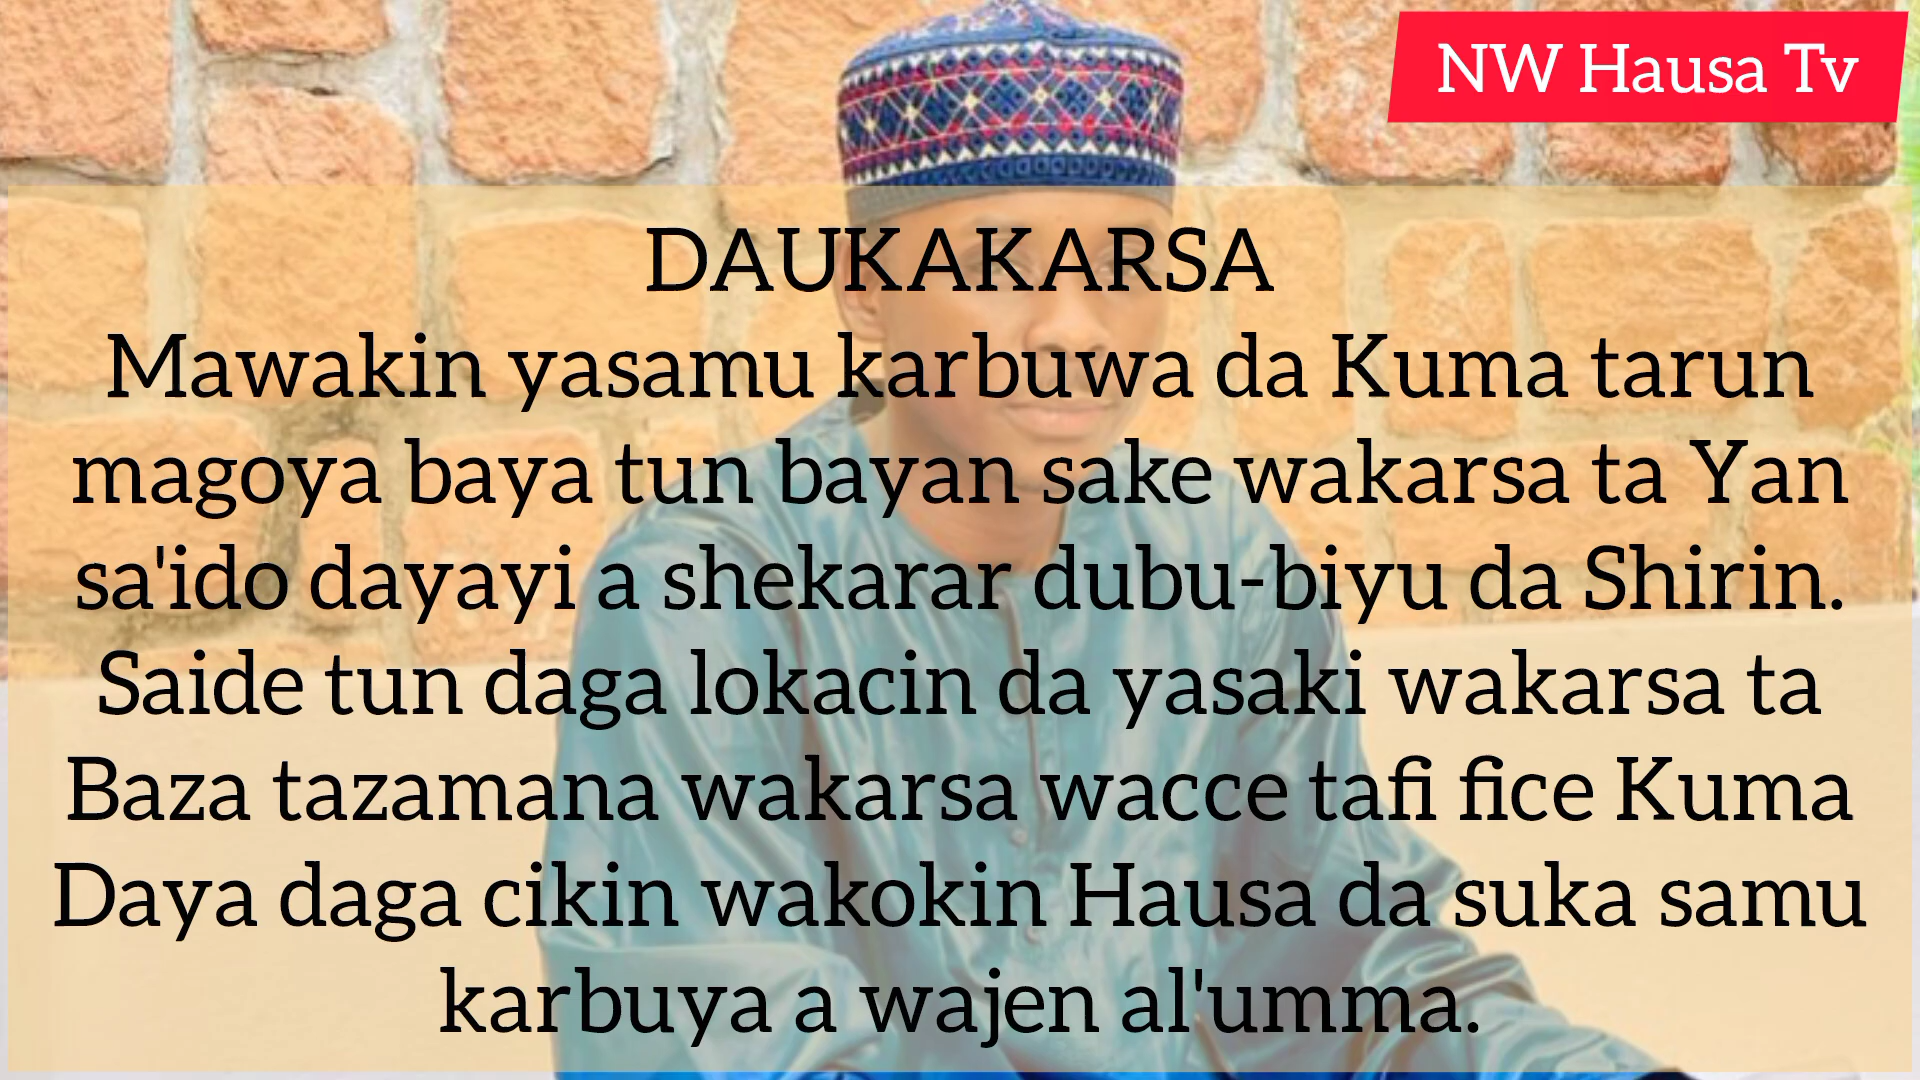 NW Hausa Tv
DAUKAKARSA
Mawakin yasamu karbuwa da Kuma tarun
magoya baya tun bayan sake wakarsa ta Yan
sa'ido dayayi a shekarar dubu-biyu da Shirin.
Saide tun daga lokacin da yasaki wakarsa ta
Baza tazamana wakarsa wacce tafi fice Kuma
Daya daga cikin wakokin Hausa da suka samu
karbuya a wajen al'umma.